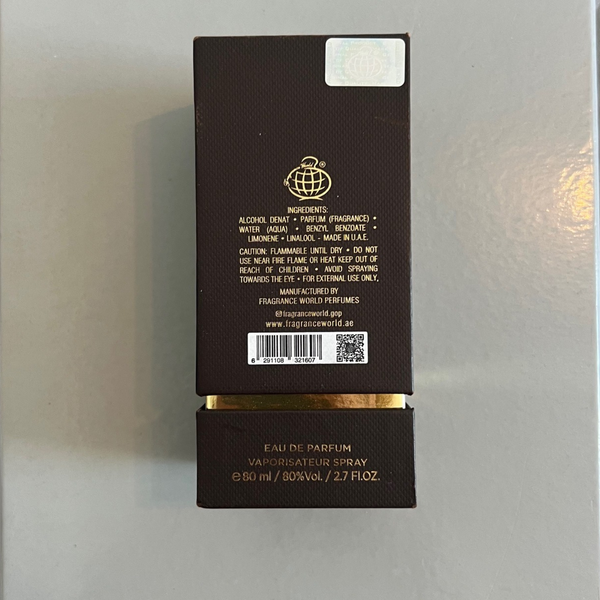 World ®
INGREDIENTS:
ALCOHOL DENAT • PARFUM (FRAGRANCE) •
WATER (AQUA) • BENZYL BENZOATE •
LIMONENE • LINALOOL - MADE IN U.A.E.
CAUTION: FLAMMABLE UNTIL DRY • DO NOT
USE NEAR FIRE FLAME OR HEAT KEEP OUT OF
REACH OF CHILDREN • AVOID SPRAYING
TOWARDS THE EYE • FOR EXTERNAL USE ONLY,
MANUFACTURED BY
FRAGRANCE WORLD PERFUMES
fragranceworld.gop
www.fragranceworld.ae
6 291108 321607
EAU DE PARFUM
VAPORISATEUR SPRAY
℮ 80 ml / 80%Vol. / 2.7 Fl.OZ.